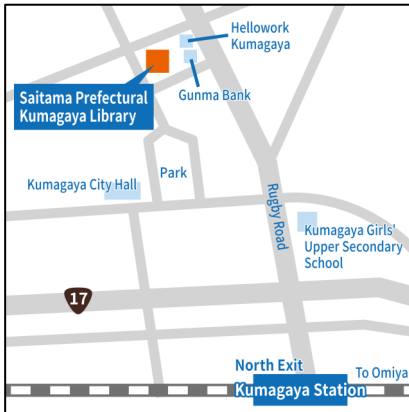 Hellowork
Kumagaya
Gunma Bank
Saitama Prefectural
Kumagaya Library
Park
Kumagaya City Hall
Rugby Road
Kumagaya Girls'
Upper Secondary
School
17
North Exit
To Omiya
Kumagaya Station